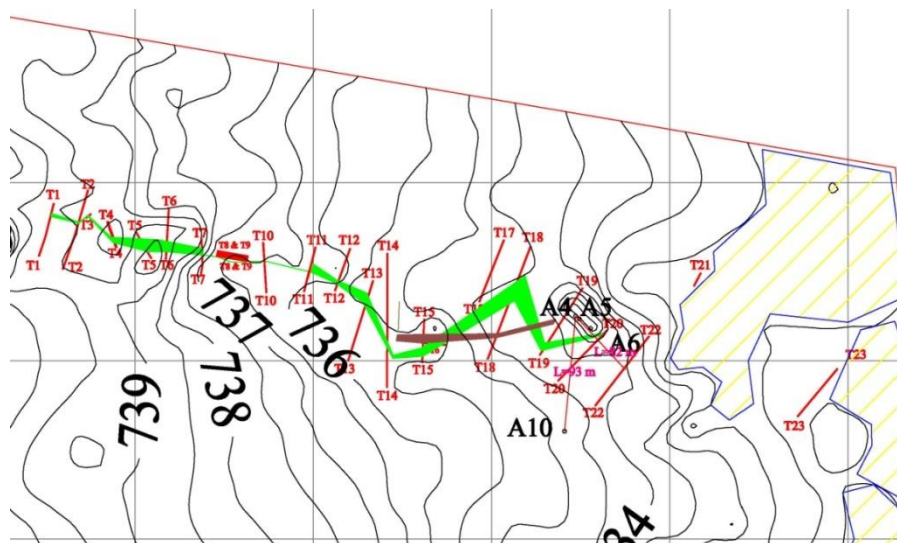 T1
T2
T3
T4
T5
T6
T7
T8 & T9
T10
T11
T12
T13
T14
T15
T17
T18
T19
T1
T2
T4
T5
T6
T7
T8 & T9
T10
T11
T12
T13
T14
T15
T18
T19
T20
T20
T21
T22
T22
T23
T23
A4
A5
A6
L=93 m
A10
739
738
737
736